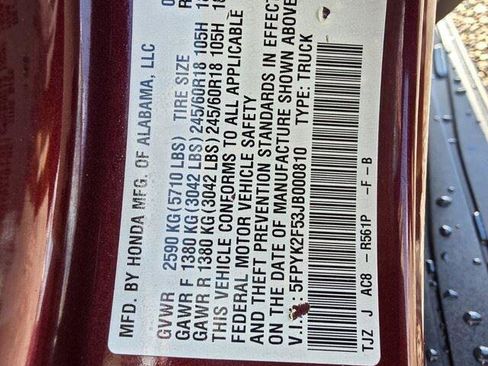 MFD. BY HONDA MFG. OF ALABAMA, LLC
GVWR 2590 KG(5710 LBS) TIRE SIZE
GAWR F 1380 KG(3042 LBS)245/60R18 105H 18
GAWR R 1380 KG(3042 LBS)245/60R18 105H 18
THIS VEHICLE CONFORMS TO ALL APPLICABLE
FEDERAL MOTOR VEHICLE SAFETY
AND THEFT PREVENTION STANDARDS IN EFFECT
ON THE DATE OF MANUFACTURE SHOWN ABOVE
V.I.N.: 5FPYK2F53JB000810 TYPE: TRUCK
TJZ J AC8 -R561P -F -B